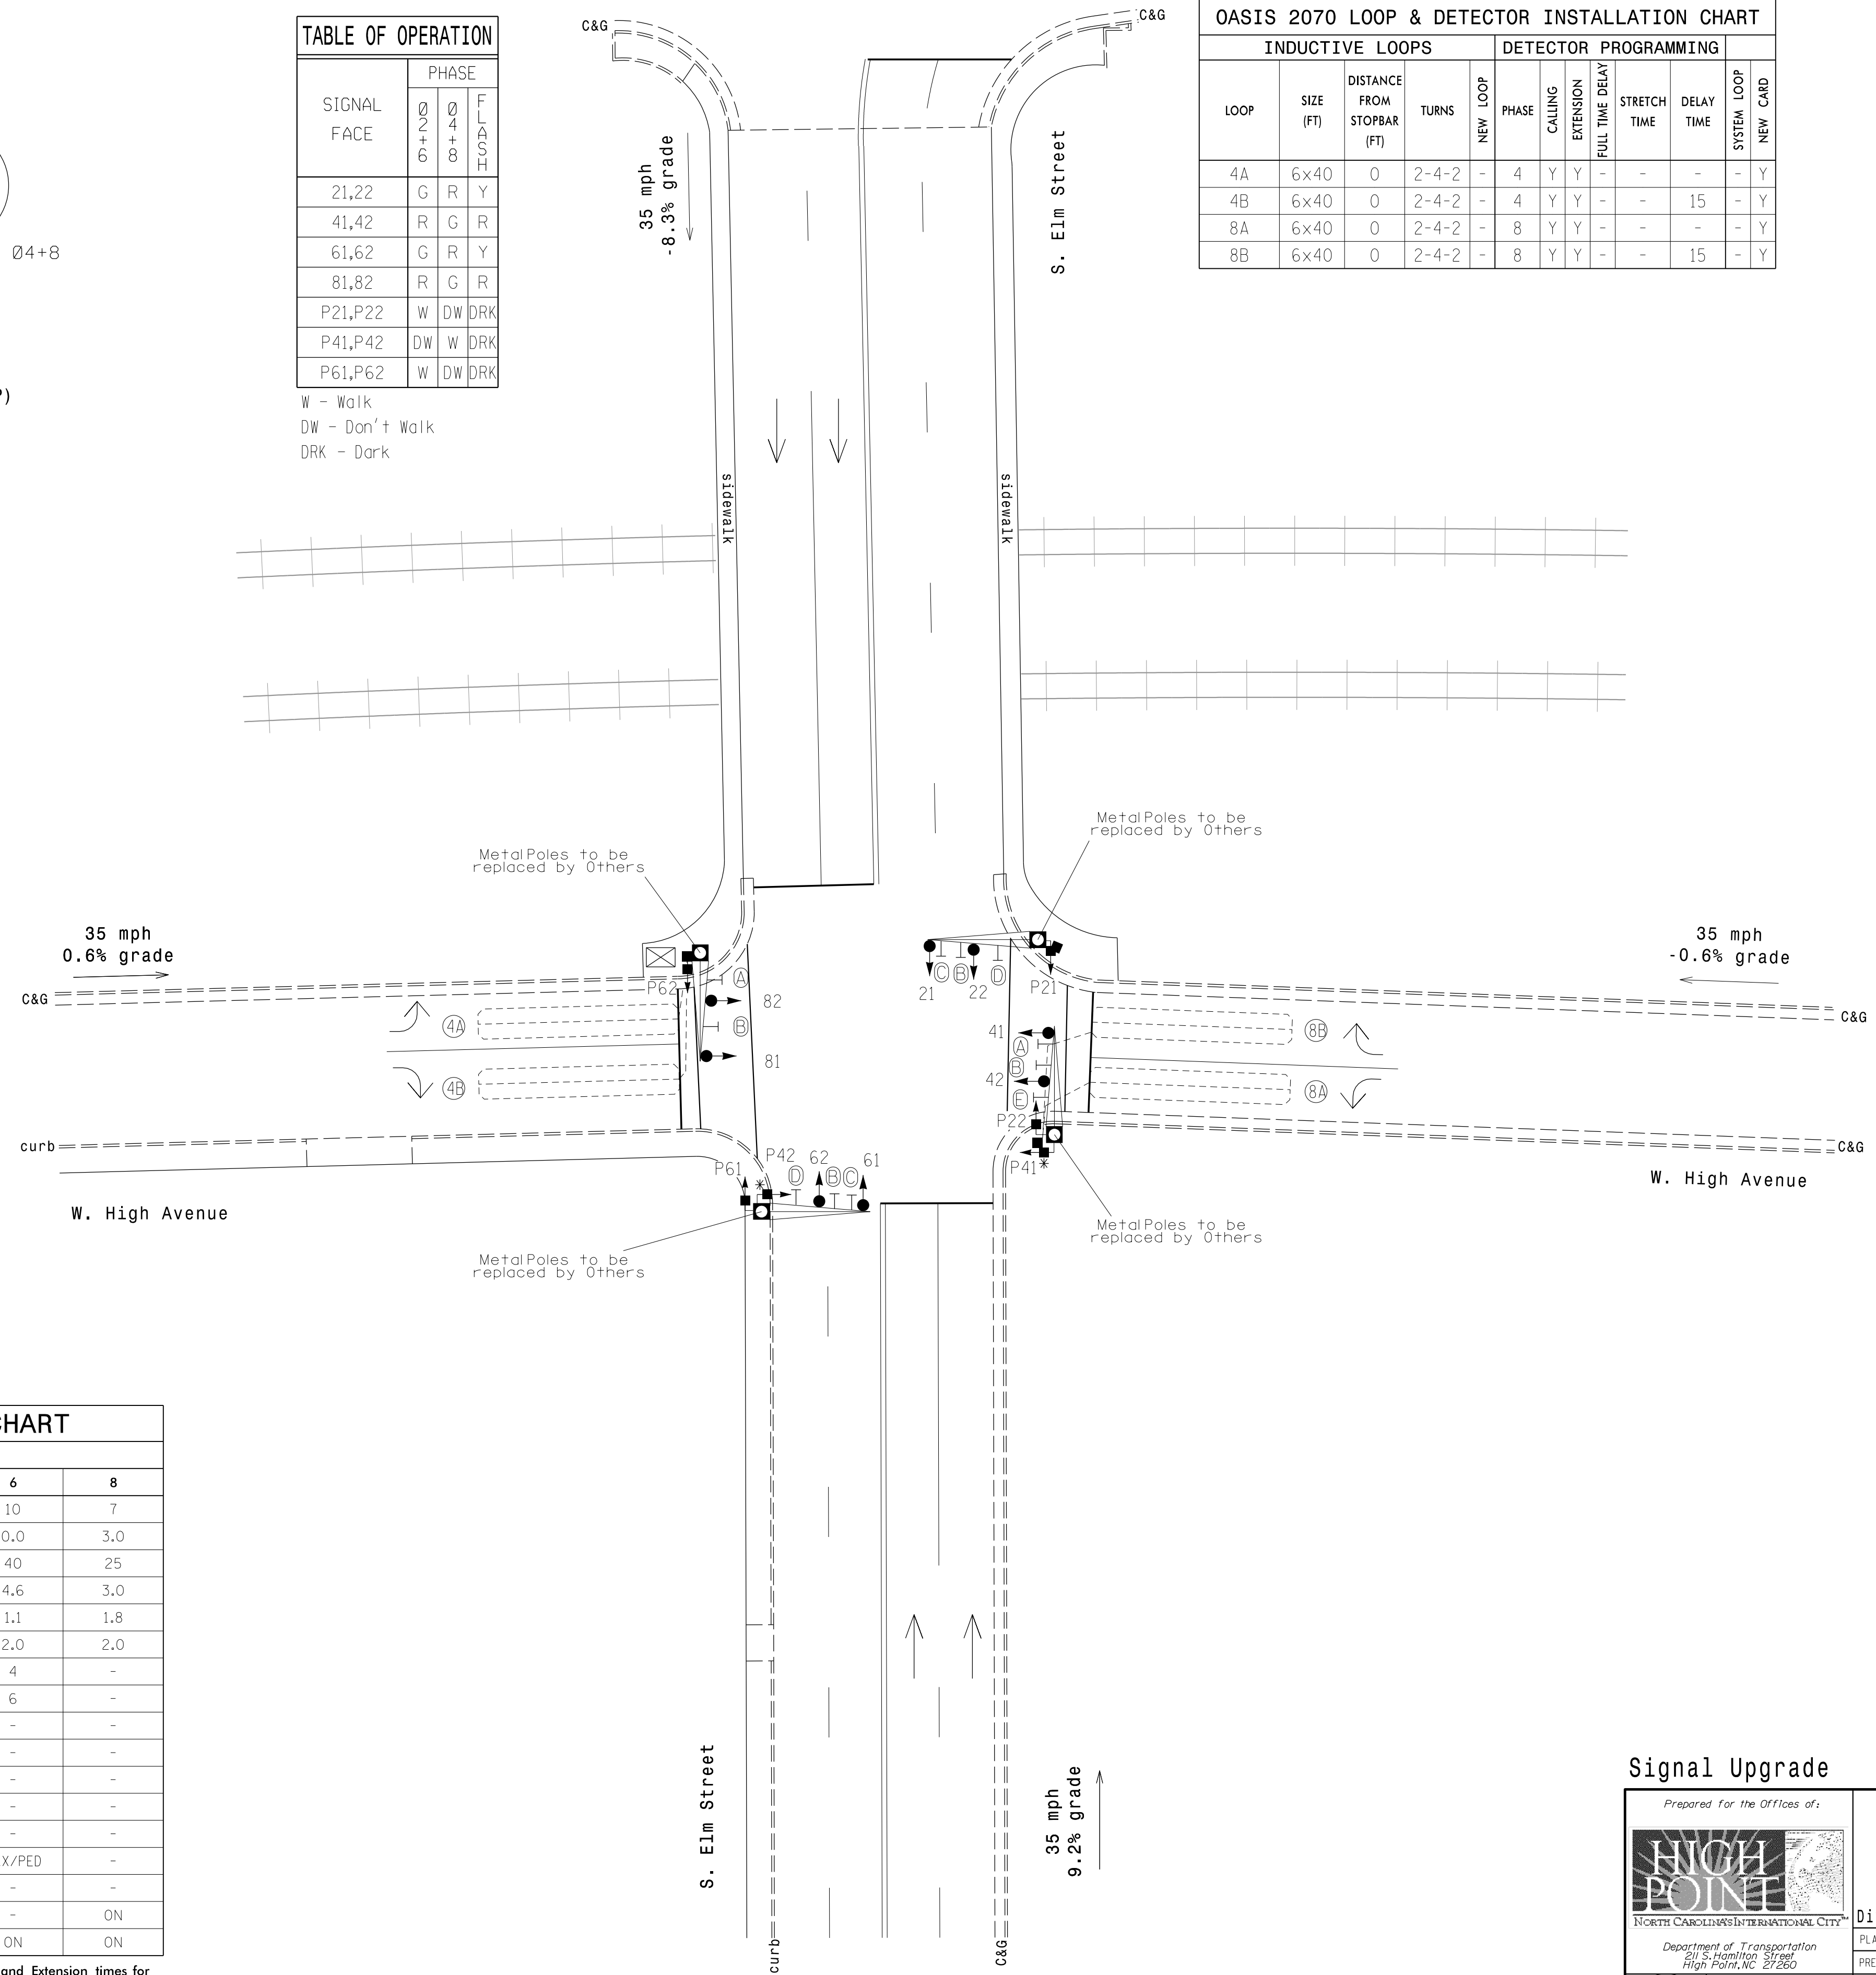 TABLE OF OPERATION
SIGNAL FACE PHASE
Ø2+6 Ø4+8 FLASH
21,22 G R Y
41,42 R G R
61,62 G R Y
81,82 R G R
P21,P22 W DW DRK
P41,P42 DW W DRK
P61,P62 W DW DRK
W - Walk
DW - Don't Walk
DRK - Dark
Ø4+8
C&G
C&G
35 mph
-8.3% grade
S. Elm Street
OASIS 2070 LOOP & DETECTOR INSTALLATION CHART
INDUCTIVE LOOPS DETECTOR PROGRAMMING
LOOP SIZE (FT) DISTANCE FROM STOPBAR (FT) TURNS NEW LOOP PHASE CALLING EXTENSION FULL TIME DELAY STRETCH TIME DELAY TIME SYSTEM LOOP NEW CARD
4A 6x40 0 2-4-2 - 4 Y Y - - - - Y
4B 6x40 0 2-4-2 - 4 Y Y - - 15 - Y
8A 6x40 0 2-4-2 - 8 Y Y - - - - Y
8B 6x40 0 2-4-2 - 8 Y Y - - 15 - Y
sidewalk
sidewalk
Metal Poles to be
replaced by Others
Metal Poles to be
replaced by Others
35 mph
0.6% grade
35 mph
-0.6% grade
C&G
P62
A
82
B
81
4A
4B
C B D
21 22 P21
41
A
B
42
E
P22
P41
*
8B
8A
C&G
C&G
curb
P61 P42 62 61
* D B C
W. High Avenue
W. High Avenue
Metal Poles to be
replaced by Others
Metal Poles to be
replaced by Others
CHART
6 8
10 7
0.0 3.0
40 25
4.6 3.0
1.1 1.8
2.0 2.0
4 -
6 -
- -
- -
- -
- -
- -
X/PED -
- -
- ON
ON ON
and Extension times for
S. Elm Street
curb
C&G
35 mph
9.2% grade
Signal Upgrade
Prepared for the Offices of:
HIGH
POINT
NORTH CAROLINA'S INTERNATIONAL CITY™
Department of Transportation
211 S. Hamilton Street
High Point, NC 27260
Di
PLA
PRE